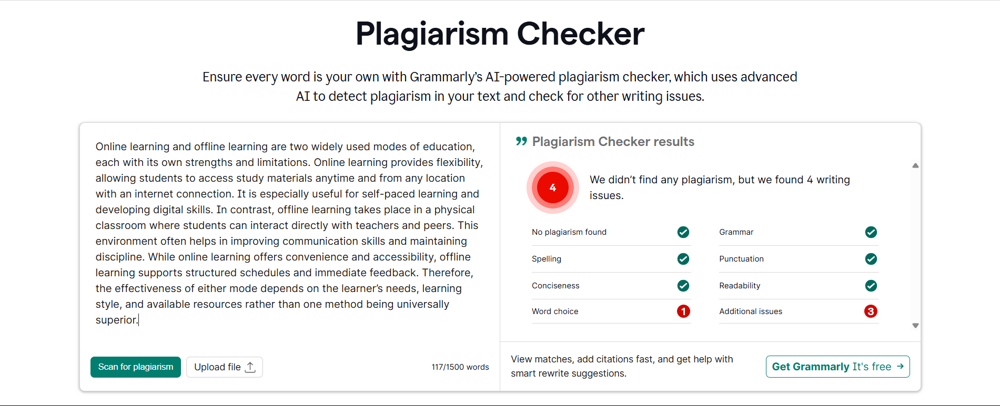 Plagiarism Checker
Ensure every word is your own with Grammarly’s AI-powered plagiarism checker, which uses advanced
AI to detect plagiarism in your text and check for other writing issues.
Online learning and offline learning are two widely used modes of education,
each with its own strengths and limitations. Online learning provides flexibility,
allowing students to access study materials anytime and from any location
with an internet connection. It is especially useful for self-paced learning and
developing digital skills. In contrast, offline learning takes place in a physical
classroom where students can interact directly with teachers and peers. This
environment often helps in improving communication skills and maintaining
discipline. While online learning offers convenience and accessibility, offline
learning supports structured schedules and immediate feedback. Therefore,
the effectiveness of either mode depends on the learner’s needs, learning
style, and available resources rather than one method being universally
superior.
Scan for plagiarism
Upload file
117/1500 words
Plagiarism Checker results
4
We didn’t find any plagiarism, but we found 4 writing
issues.
No plagiarism found
Grammar
Spelling
Punctuation
Conciseness
Readability
Word choice 1
Additional issues 3
View matches, add citations fast, and get help with
smart rewrite suggestions.
Get Grammarly It's free →